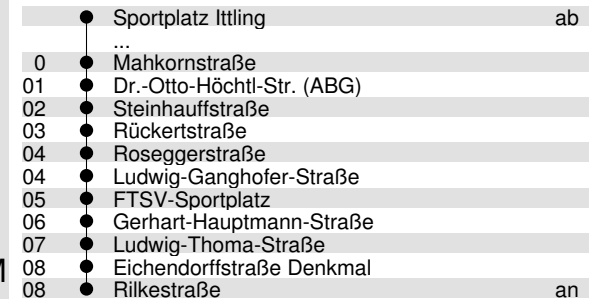 Sportplatz Ittling ab
...
0 Mahkornstraße
01 Dr.-Otto-Höchtl-Str. (ABG)
02 Steinhauffstraße
03 Rückertstraße
04 Roseggerstraße
04 Ludwig-Ganghofer-Straße
05 FTSV-Sportplatz
06 Gerhart-Hauptmann-Straße
07 Ludwig-Thoma-Straße
08 Eichendorffstraße Denkmal
08 Rilkestraße an